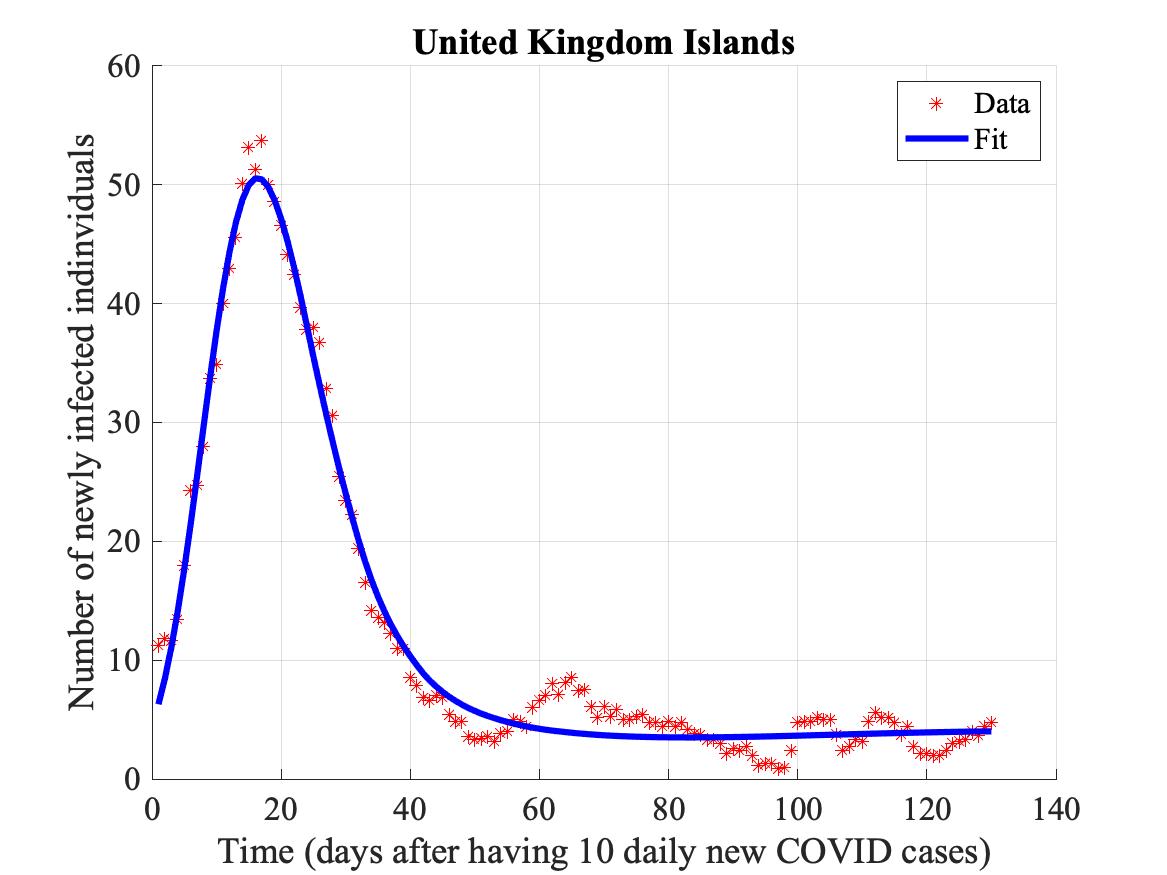 United Kingdom Islands
60
50
40
30
20
10
0
Number of newly infected indinviduals
Data
Fit
0 20 40 60 80 100 120 140
Time (days after having 10 daily new COVID cases)